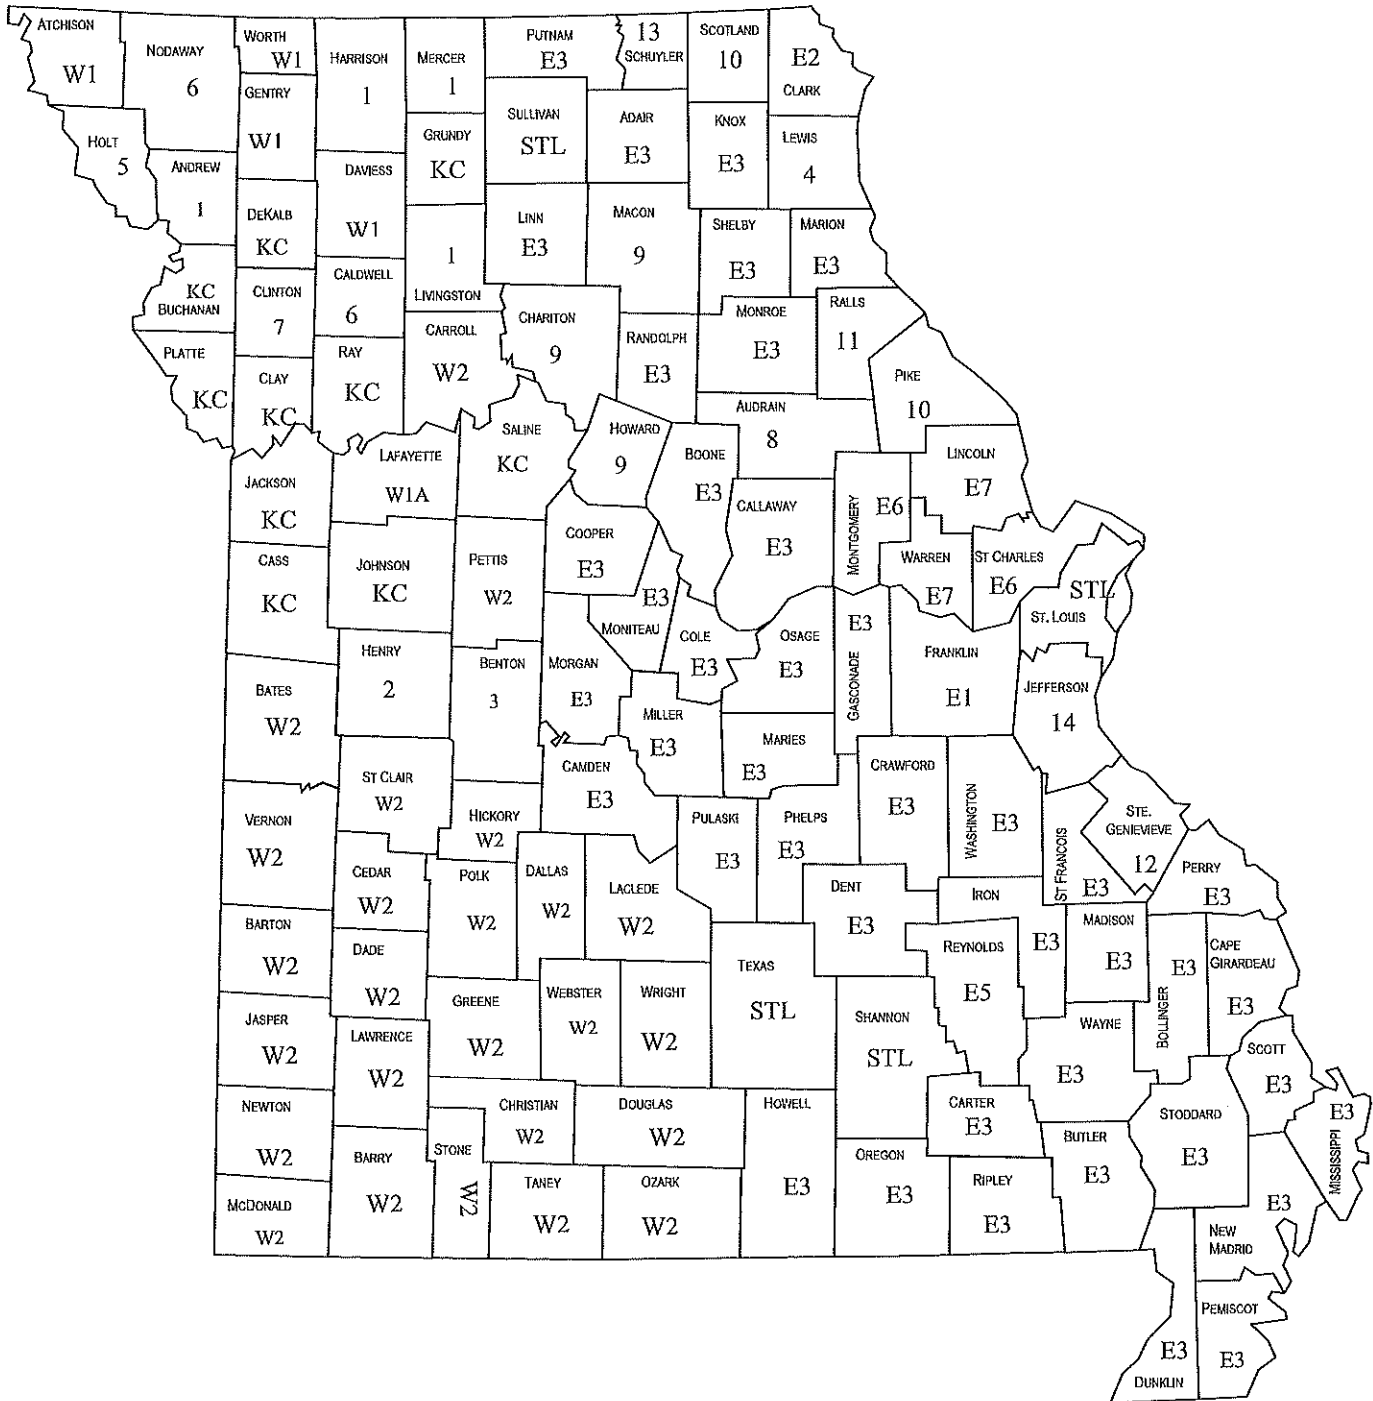 ATCHISON
W1
NODAWAY
6
WORTH
W1
HARRISON
1
MERCER
1
PUTNAM
E3
13
SCHUYLER
SCOTLAND
10
E2
CLARK
GENTRY
W1
SULLIVAN
STL
ADAIR
E3
KNOX
E3
LEWIS
4
HOLT
5
ANDREW
1
DAVIESS
W1
GRUNDY
KC
DEKALB
KC
LINN
E3
MACON
9
SHELBY
E3
MARION
E3
1
LIVINGSTON
KC
BUCHANAN
CLINTON
7
CALDWELL
6
CARROLL
W2
CHARITON
9
RANDOLPH
E3
MONROE
E3
RALLS
11
PLATTE
KC
CLAY
KC
RAY
KC
PIKE
10
AUDRAIN
8
SALINE
KC
HOWARD
9
BOONE
E3
LAFAYETTE
W1A
JACKSON
KC
CALLAWAY
E3
MONTGOMERY
E6
LINCOLN
E7
COOPER
E3
WARREN
E7
ST CHARLES
E6
STL
ST. LOUIS
CASS
KC
JOHNSON
KC
PETTIS
W2
E3
MONITEAU
COLE
E3
OSAGE
E3
E3
GASCONADE
FRANKLIN
E1
JEFFERSON
14
HENRY
2
BENTON
3
MORGAN
E3
BATES
W2
MILLER
E3
MARIES
E3
ST CLAIR
W2
CAMDEN
E3
CRAWFORD
E3
WASHINGTON
E3
ST FRANCOIS
E3
STE.
GENEVIEVE
12
PERRY
E3
VERNON
W2
HICKORY
W2
PULASKI
E3
PHELPS
E3
CEDAR
W2
POLK
W2
DALLAS
W2
LACLEDE
W2
DENT
E3
IRON
E3
MADISON
E3
BARTON
W2
DADE
W2
REYNOLDS
E5
E3
BOLLINGER
CAPE
GIRARDEAU
E3
TEXAS
STL
GREENE
W2
WEBSTER
W2
WRIGHT
W2
JASPER
W2
LAWRENCE
W2
SHANNON
STL
WAYNE
E3
SCOTT
E3
NEWTON
W2
CHRISTIAN
W2
DOUGLAS
W2
HOWELL
E3
CARTER
E3
STODDARD
E3
E3
MISSISSIPPI
BARRY
W2
STONE
W2
OREGON
E3
BUTLER
E3
TANEY
W2
OZARK
W2
RIPLEY
E3
MCDONALD
W2
E3
NEW
MADRID
PEMISCOT
E3
E3
DUNKLIN